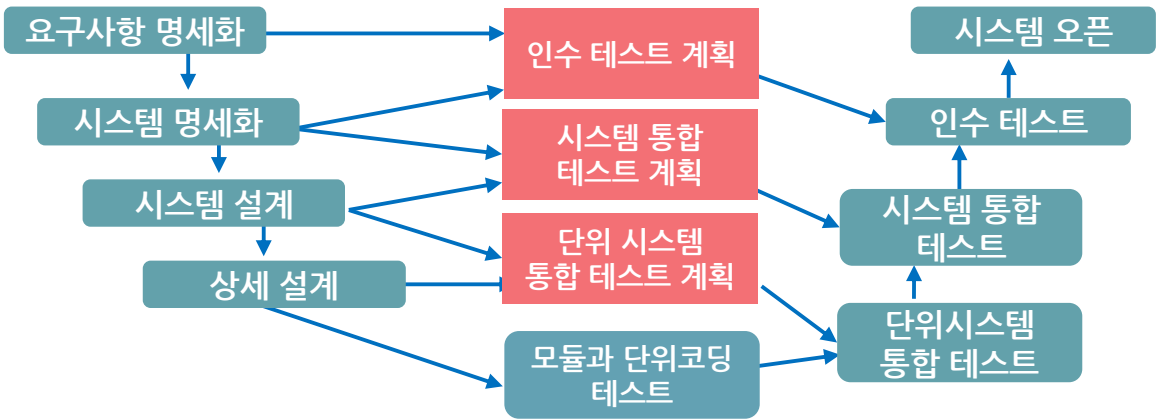 요구사항 명세화
인수 테스트 계획
시스템 오픈
시스템 명세화
인수 테스트
시스템 통합
테스트 계획
시스템 설계
시스템 통합
테스트
단위 시스템
통합 테스트 계획
상세 설계
단위시스템
통합 테스트
모듈과 단위코딩
테스트